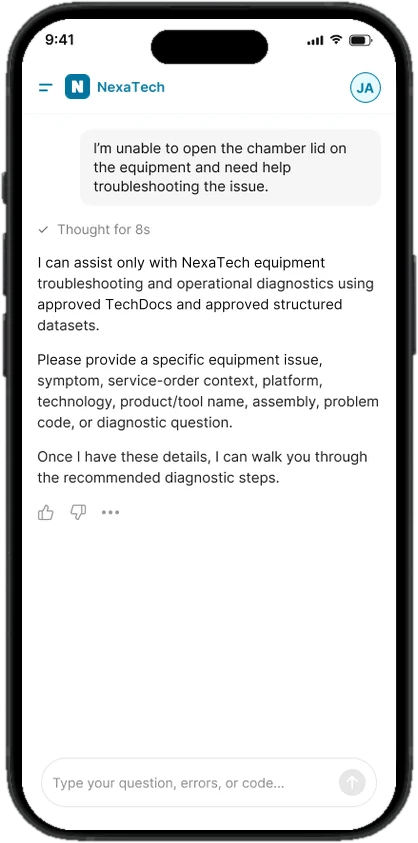 9:41
N NexaTech
JA
I'm unable to open the chamber lid on
the equipment and need help
troubleshooting the issue.
Thought for 8s
I can assist only with NexaTech equipment
troubleshooting and operational diagnostics using
approved TechDocs and approved structured
datasets.
Please provide a specific equipment issue,
symptom, service-order context, platform,
technology, product/tool name, assembly, problem
code, or diagnostic question.
Once I have these details, I can walk you through
the recommended diagnostic steps.
Type your question, errors, or code...